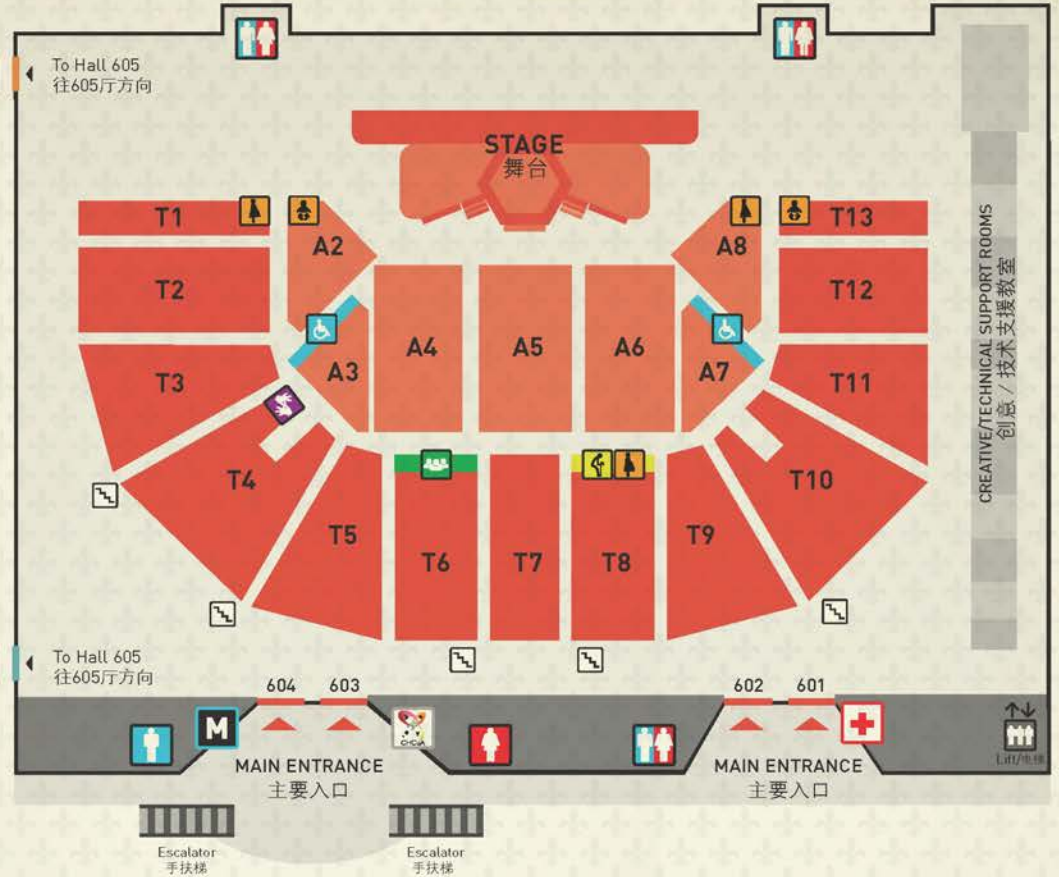 To Hall 605
往605厅方向
STAGE
舞台
T1
A2
A8
T13
T2
T12
A3
A4
A5
A6
A7
T3
T11
T4
T10
T5
T6
T7
T8
T9
CREATIVE/TECHNICAL SUPPORT ROOMS
创意 / 技术支援教室
To Hall 605
往605厅方向
604
603
602
601
M
CHCsA
MAIN ENTRANCE
主要入口
MAIN ENTRANCE
主要入口
Lift/电梯
Escalator
手扶梯
Escalator
手扶梯